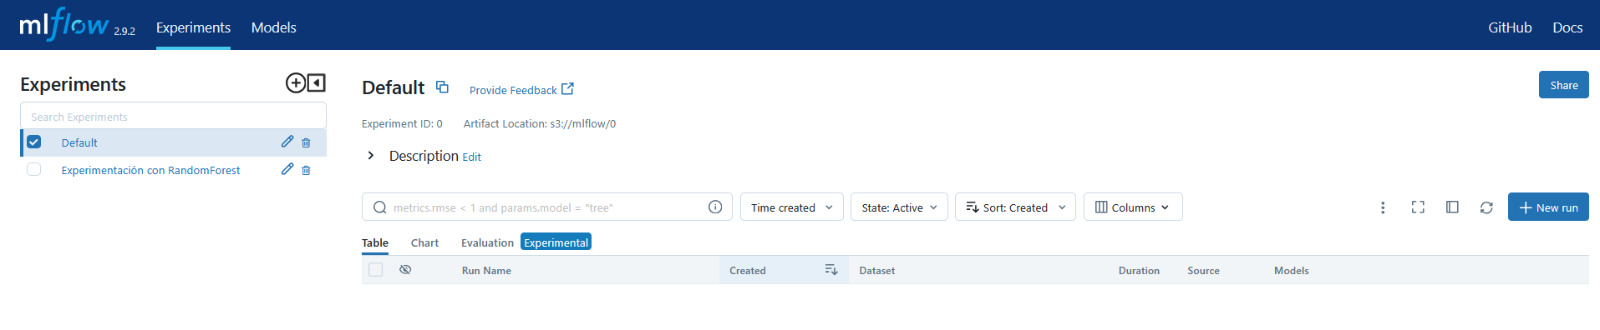 mlflow 2.9.2 Experiments Models GitHub Docs
Experiments
Search Experiments
Default
Experimentación con RandomForest
Default Provide Feedback Share
Experiment ID: 0 Artifact Location: s3://mlflow/0
Description Edit
metrics.rmse < 1 and params.model = "tree" Time created State: Active Sort: Created Columns New run
Table Chart Evaluation Experimental
Run Name Created Dataset Duration Source Models